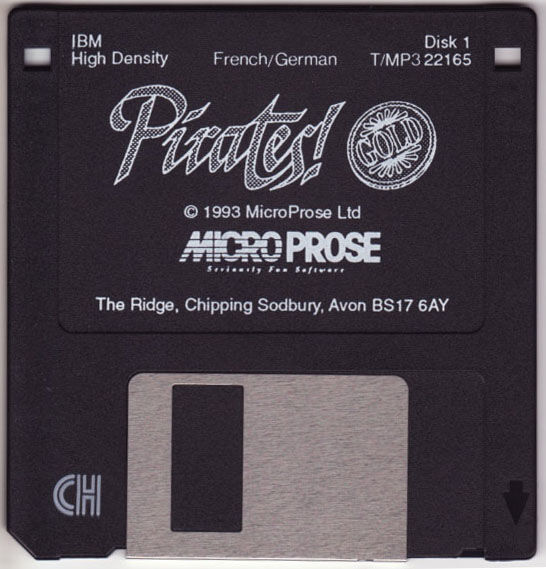 IBM
High Density
French/German
Disk 1
T/MP3 22165
Pirates!
GOLD
© 1993 MicroProse Ltd
MICRO PROSE
Seriously Fun Software
The Ridge, Chipping Sodbury, Avon BS17 6AY
CH